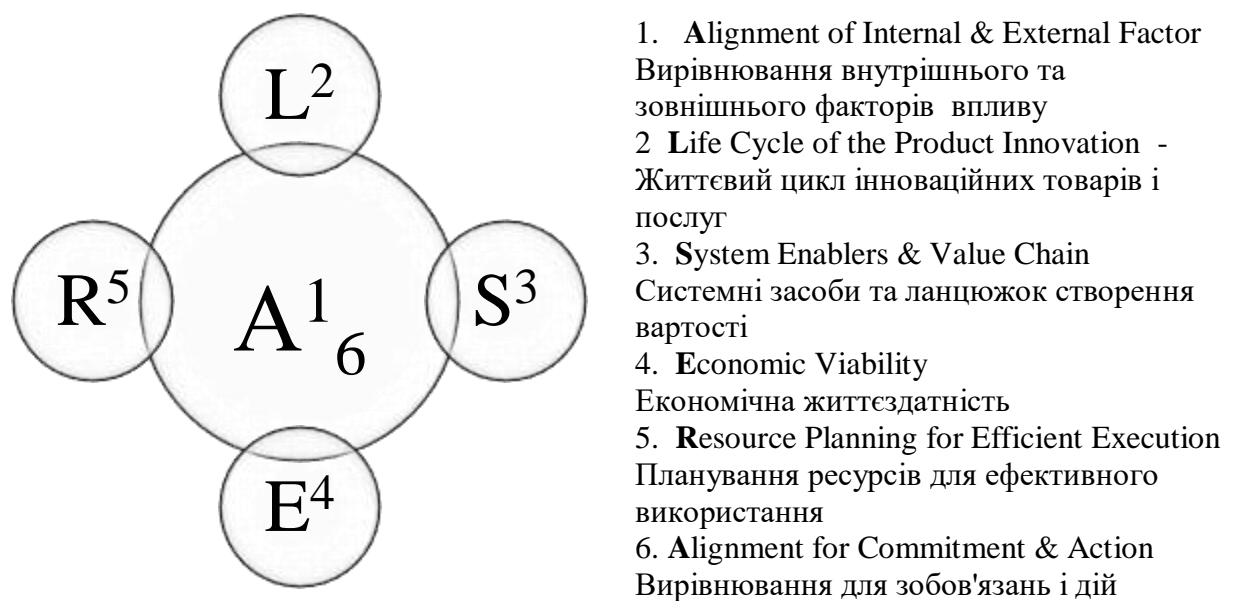 L²
R⁵
A¹₆
S³
E⁴
1. Alignment of Internal & External Factor
Вирівнювання внутрішнього та
зовнішнього факторів впливу
2 Life Cycle of the Product Innovation -
Життєвий цикл інноваційних товарів і
послуг
3. System Enablers & Value Chain
Системні засоби та ланцюжок створення
вартості
4. Economic Viability
Економічна життєздатність
5. Resource Planning for Efficient Execution
Планування ресурсів для ефективного
використання
6. Alignment for Commitment & Action
Вирівнювання для зобов'язань і дій